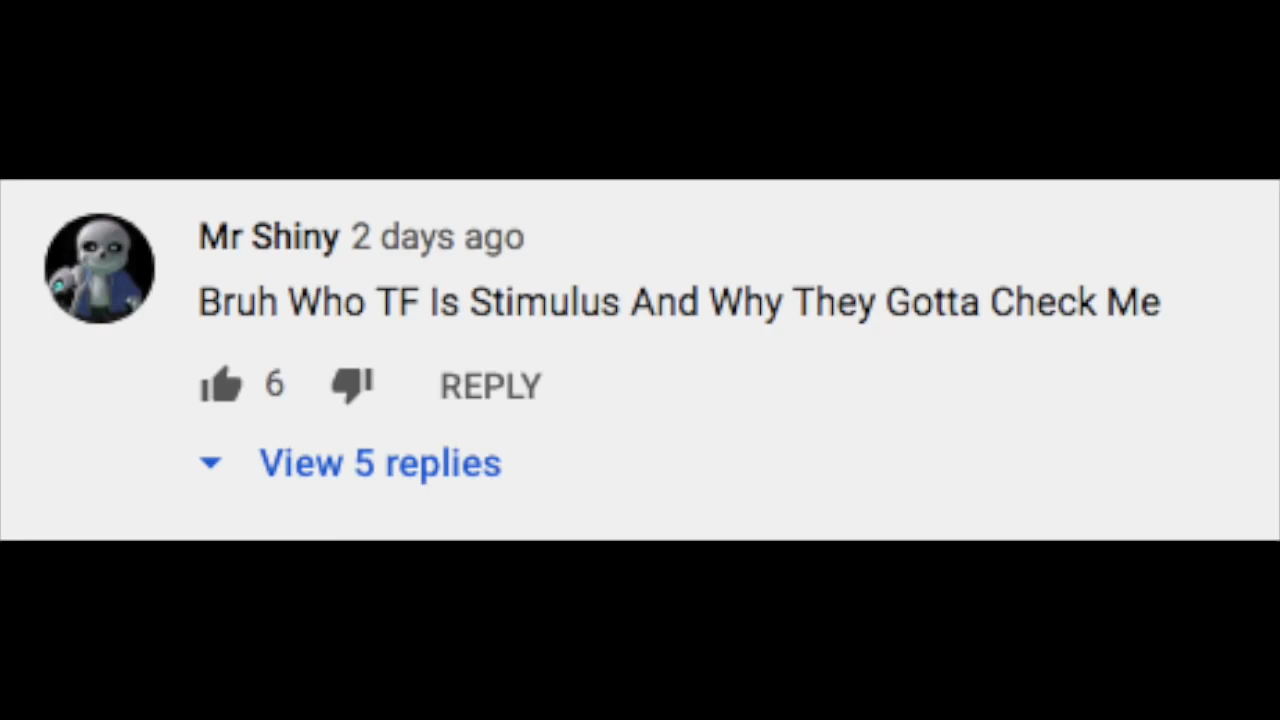 Mr Shiny 2 days ago
Bruh Who TF Is Stimulus And Why They Gotta Check Me
6 REPLY
View 5 replies